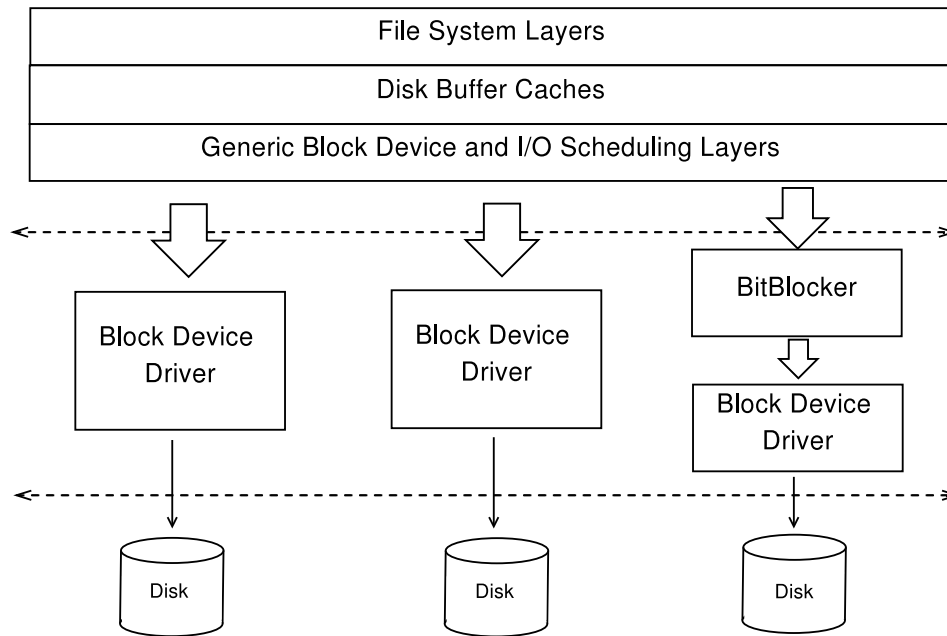 File System Layers
Disk Buffer Caches
Generic Block Device and I/O Scheduling Layers
Block Device
Driver
Block Device
Driver
BitBlocker
Block Device
Driver
Disk
Disk
Disk